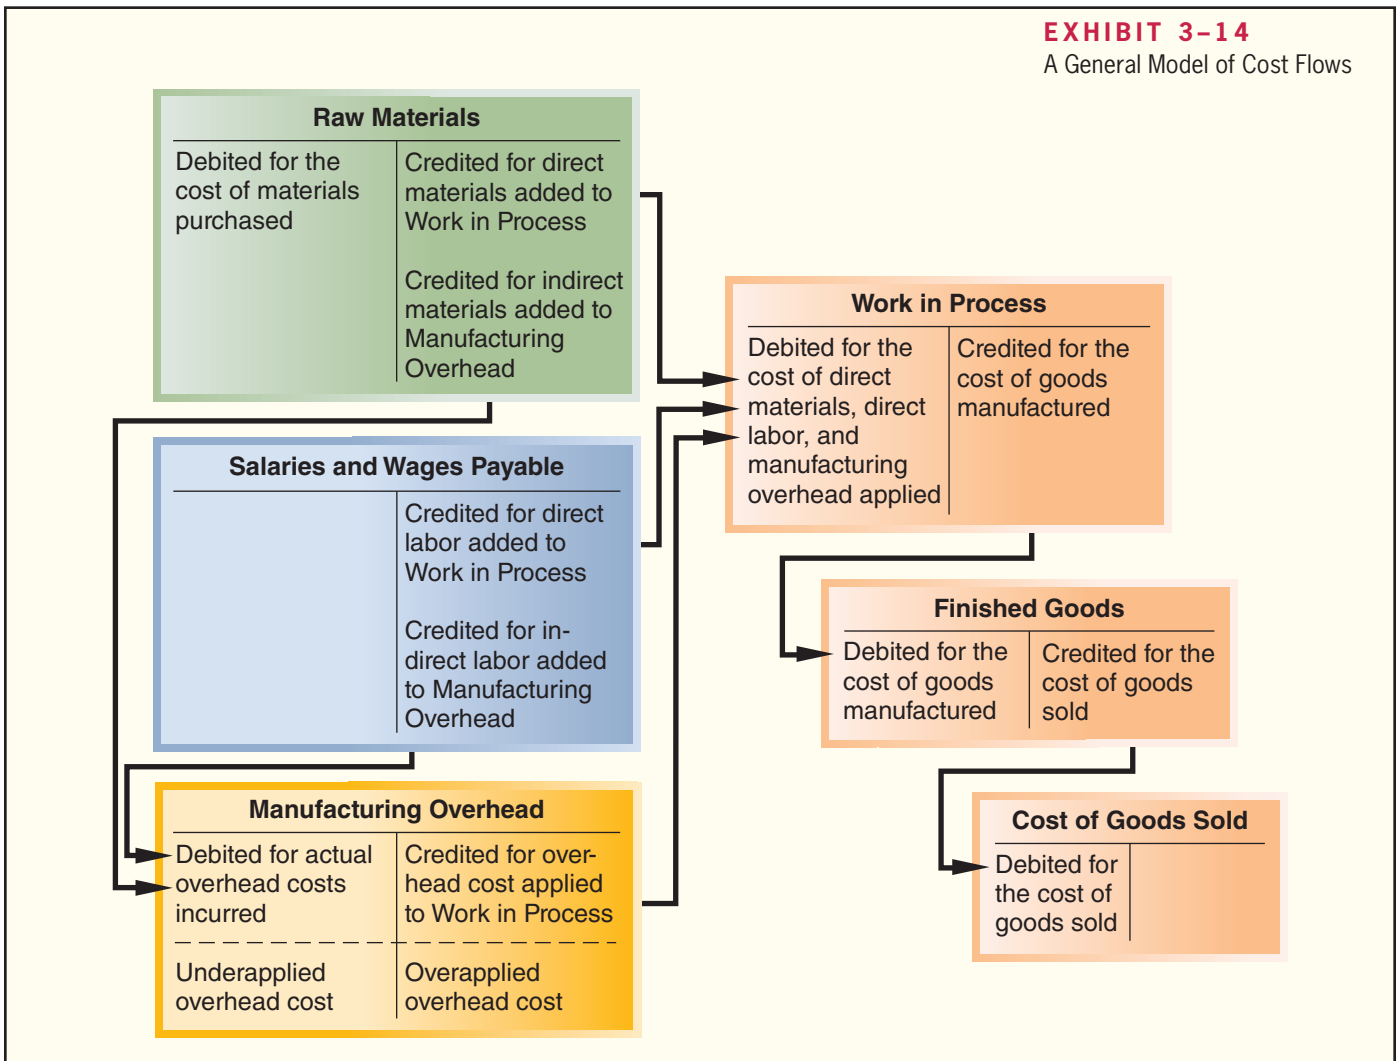 EXHIBIT 3–14
A General Model of Cost Flows
Raw Materials
Debited for the
cost of materials
purchased
Credited for direct
materials added to
Work in Process
Credited for indirect
materials added to
Manufacturing
Overhead
Salaries and Wages Payable
Credited for direct
labor added to
Work in Process
Credited for in-
direct labor added
to Manufacturing
Overhead
Manufacturing Overhead
Debited for actual
overhead costs
incurred
Credited for over-
head cost applied
to Work in Process
Underapplied
overhead cost
Overapplied
overhead cost
Work in Process
Debited for the
cost of direct
materials, direct
labor, and
manufacturing
overhead applied
Credited for the
cost of goods
manufactured
Finished Goods
Debited for the
cost of goods
manufactured
Credited for the
cost of goods
sold
Cost of Goods Sold
Debited for
the cost of
goods sold